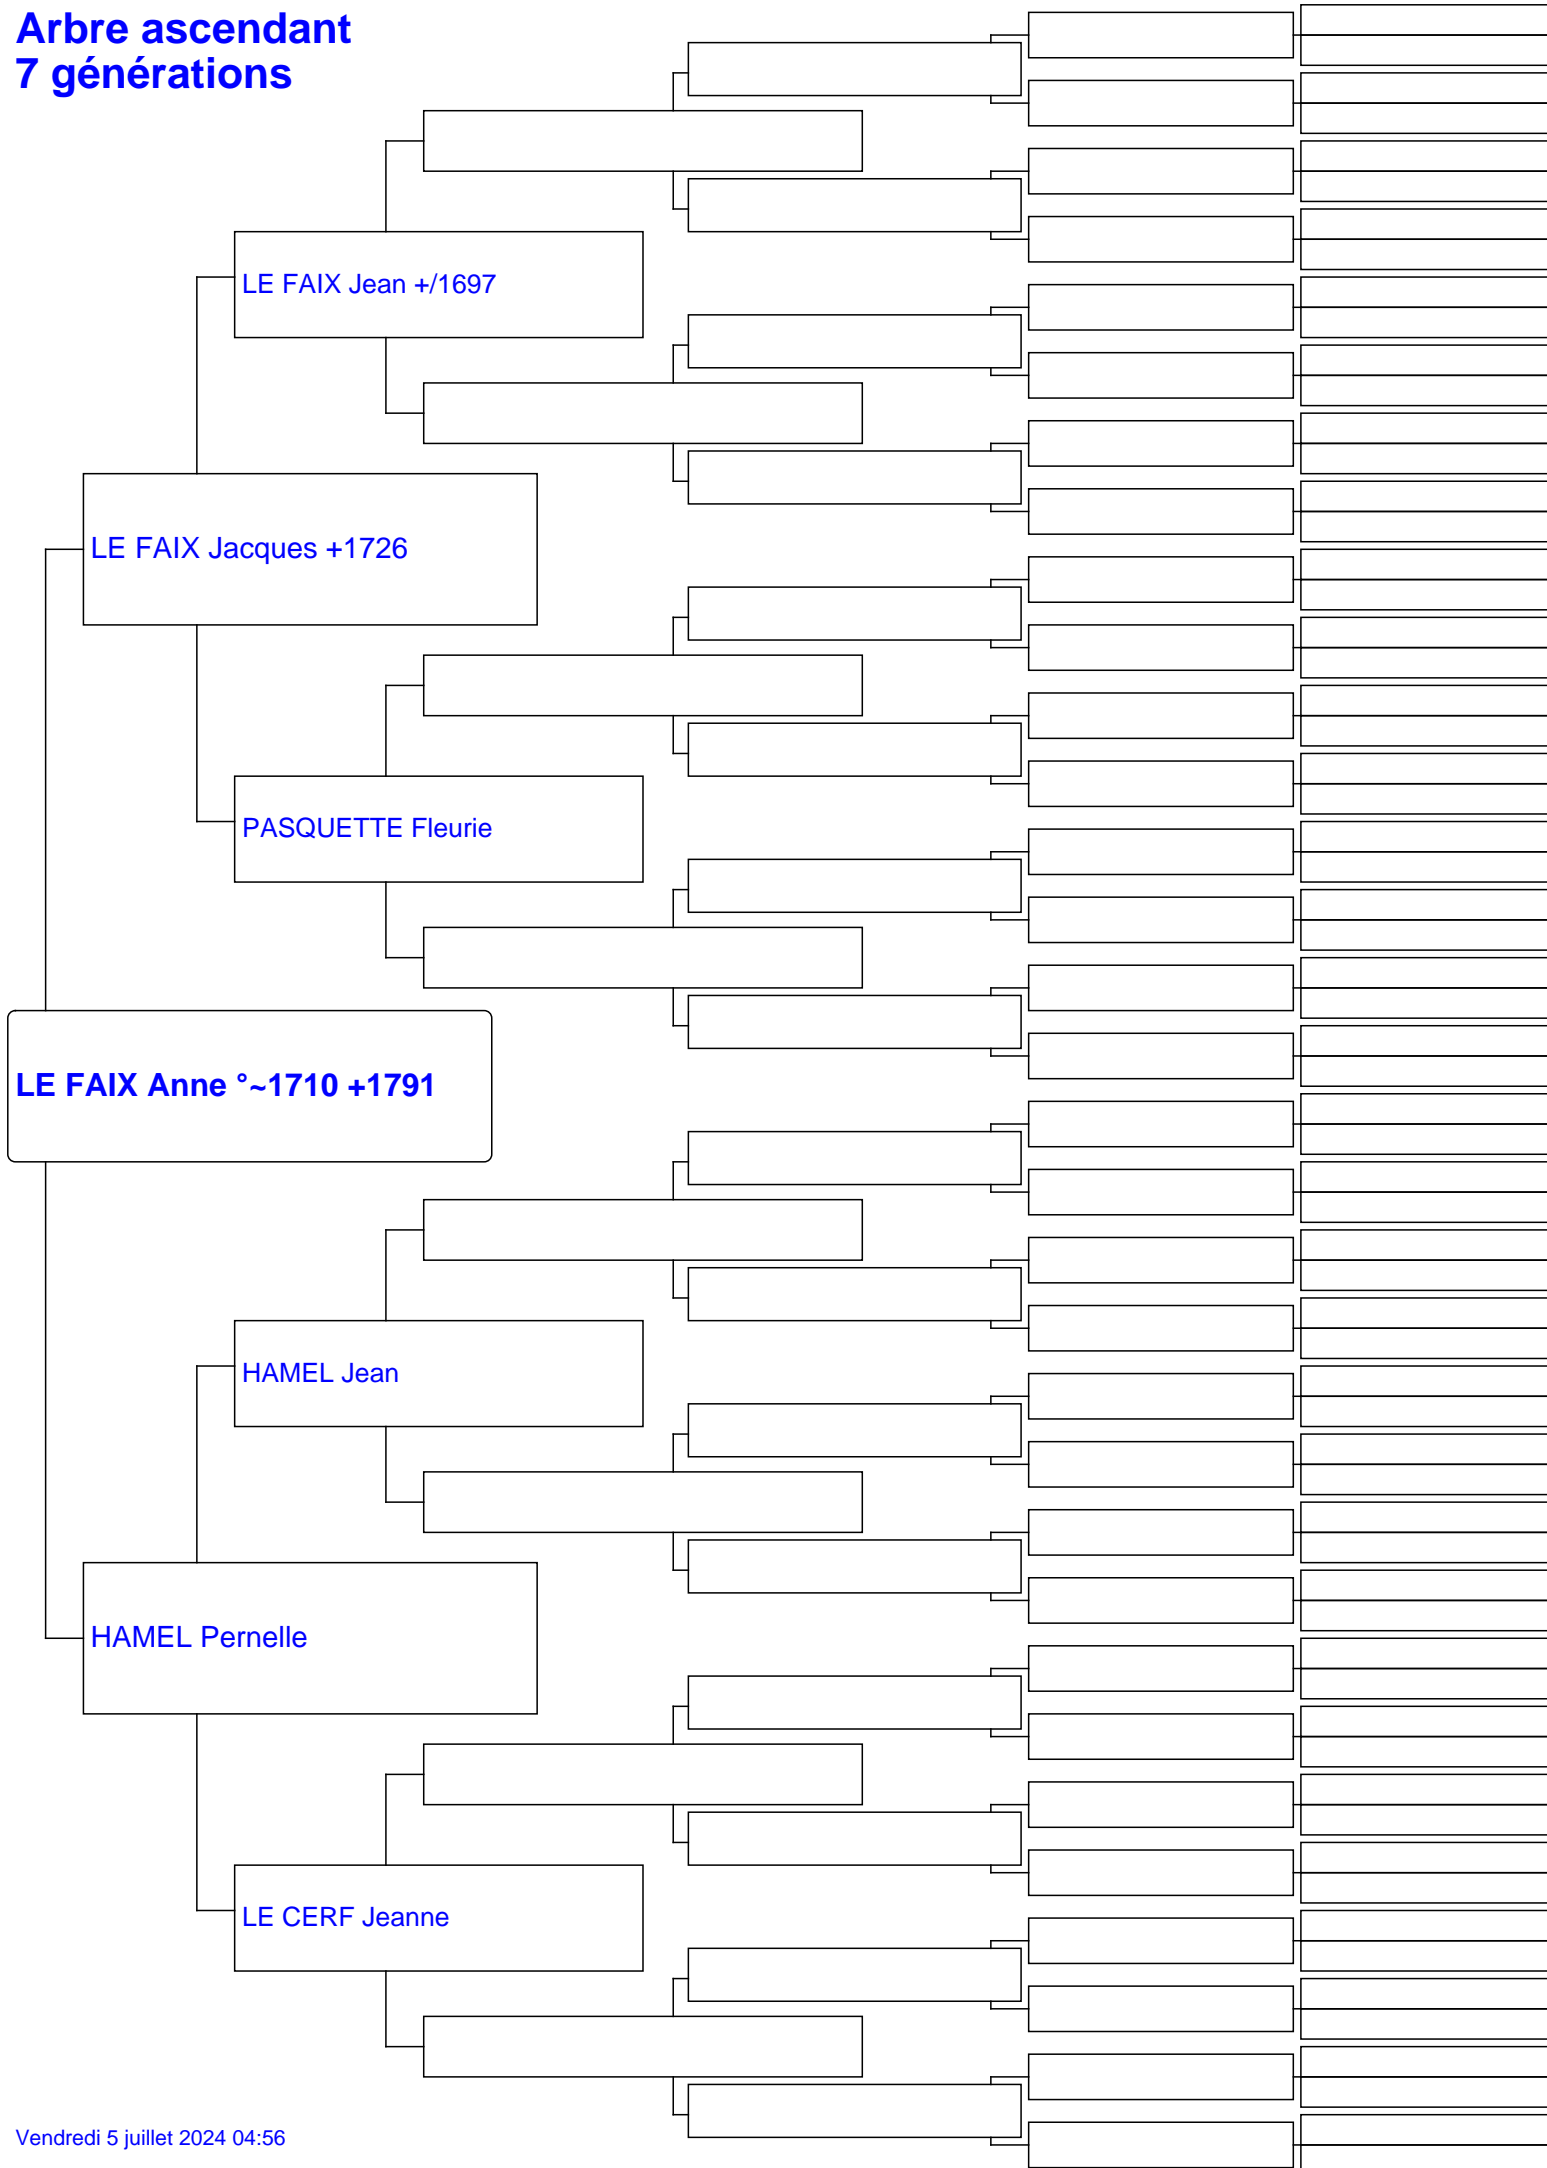 Arbre ascendant
7 générations
LE FAIX Jean +/1697
LE FAIX Jacques +1726
PASQUETTE Fleurie
LE FAIX Anne °~1710 +1791
HAMEL Jean
HAMEL Pernelle
LE CERF Jeanne
Vendredi 5 juillet 2024 04:56